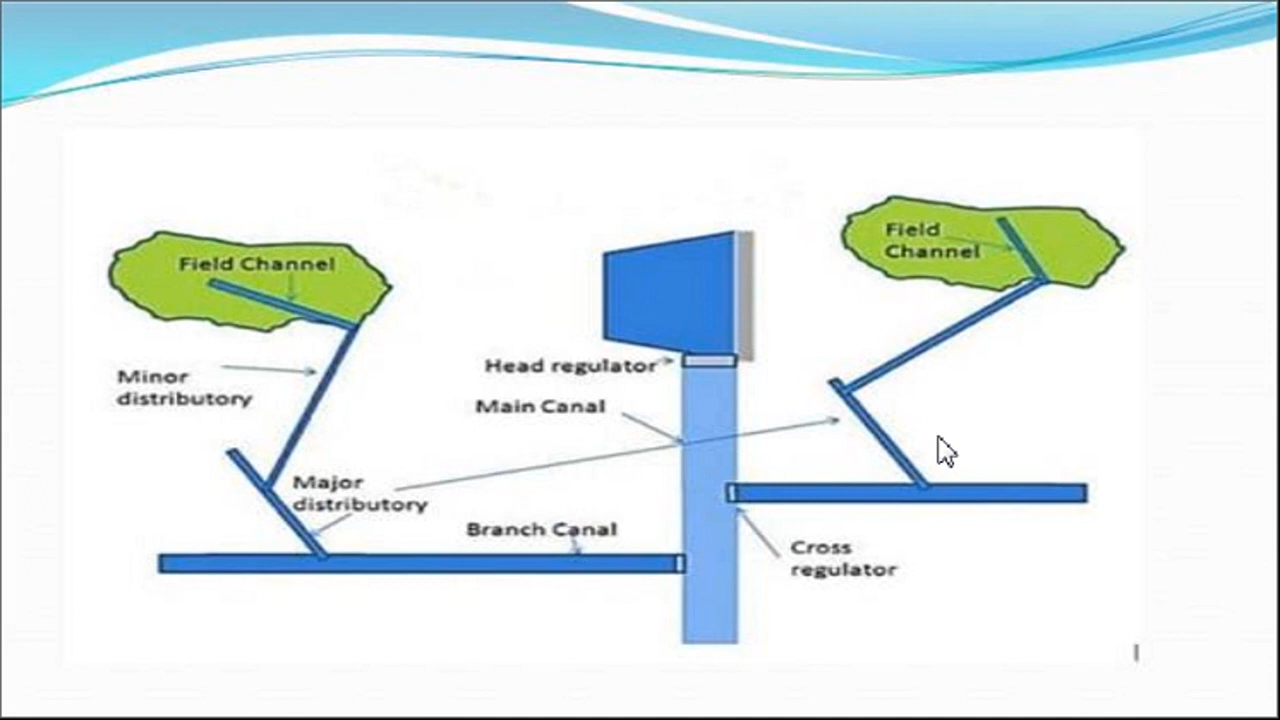 Field Channel
Field
Channel
Head regulator
Minor
distributory
Main Canal
Major
distributory
Branch Canal
Cross
regulator